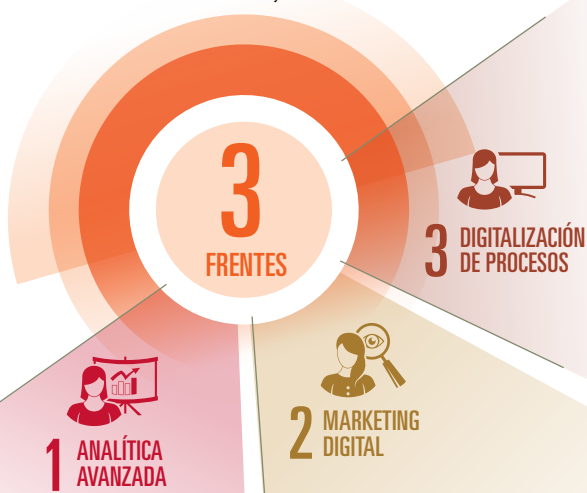 3
FRENTES
1 ANALÍTICA
AVANZADA
2 MARKETING
DIGITAL
3 DIGITALIZACIÓN
DE PROCESOS